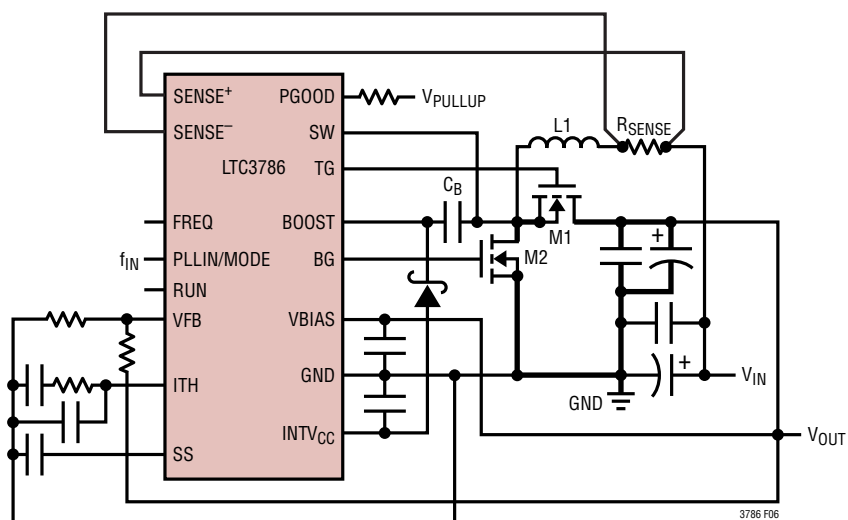 SENSE+
PGOOD
VPULLUP
SENSE–
SW
L1
RSENSE
LTC3786
TG
CB
FREQ
BOOST
M1
+
fIN
PLLIN/MODE
BG
M2
RUN
VFB
VBIAS
+
ITH
GND
VIN
GND
INTVCC
VOUT
SS
3786 F06